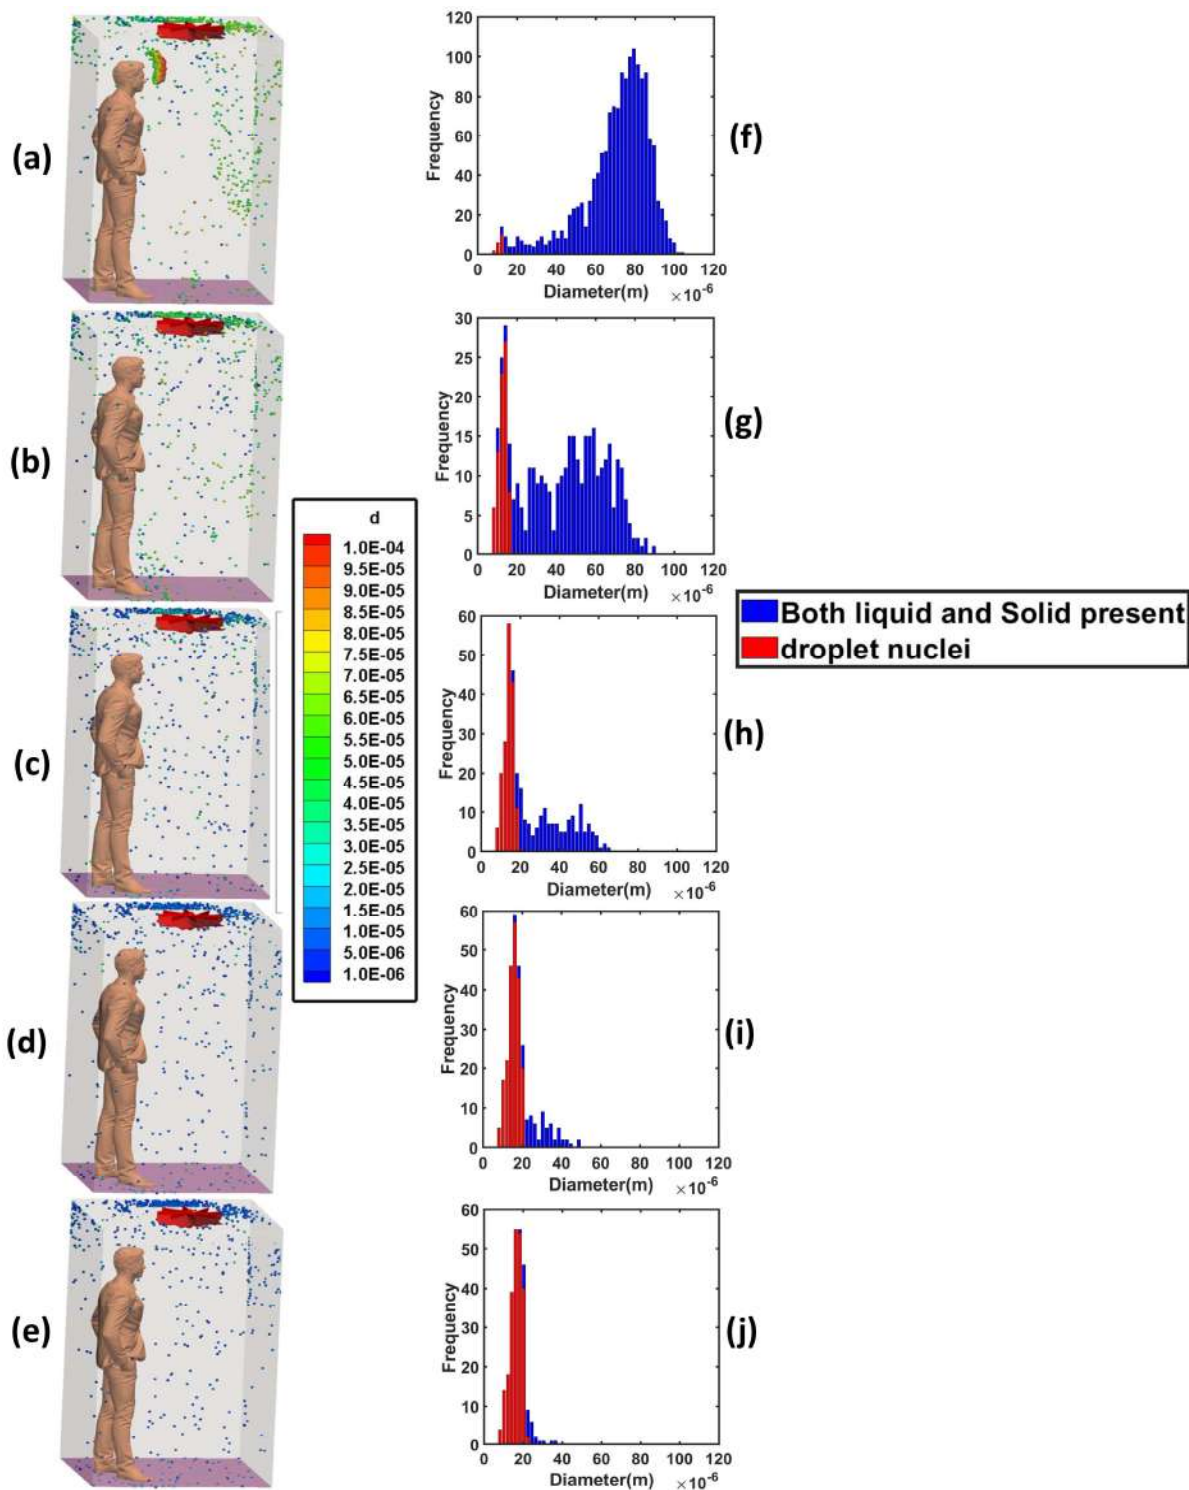 (a)
120
100
80
60
40
20
0
Frequency
0 20 40 60 80 100 120
Diameter(m) ×10-6
(f)
(b)
30
25
20
15
10
5
0
Frequency
0 20 40 60 80 100 120
Diameter(m) ×10-6
(g)
d
1.0E-04
9.5E-05
9.0E-05
8.5E-05
8.0E-05
7.5E-05
7.0E-05
6.5E-05
6.0E-05
5.5E-05
5.0E-05
4.5E-05
4.0E-05
3.5E-05
3.0E-05
2.5E-05
2.0E-05
1.5E-05
1.0E-05
5.0E-06
1.0E-06
Both liquid and Solid present
droplet nuclei
(c)
60
50
40
30
20
10
0
Frequency
0 20 40 60 80 100 120
Diameter(m) ×10-6
(h)
(d)
60
50
40
30
20
10
0
Frequency
0 20 40 60 80 100 120
Diameter(m) ×10-6
(i)
(e)
60
50
40
30
20
10
0
Frequency
0 20 40 60 80 100 120
Diameter(m) ×10-6
(j)